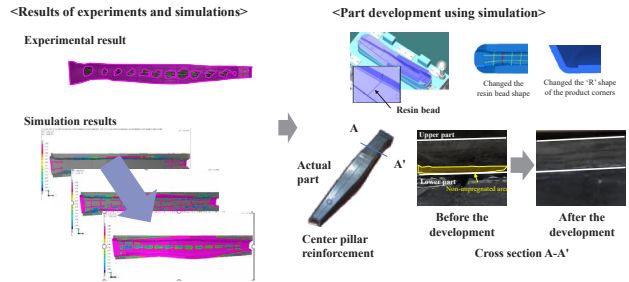 <Results of experiments and simulations>
Experimental result
Simulation results
<Part development using simulation>
Resin bead
Changed the
resin bead shape
Changed the ‘R’ shape
of the product corners
A
A'
Actual
part
Center pillar
reinforcement
Upper part
Lower part
Non-impregnated area
Before the
development
After the
development
Cross section A-A'